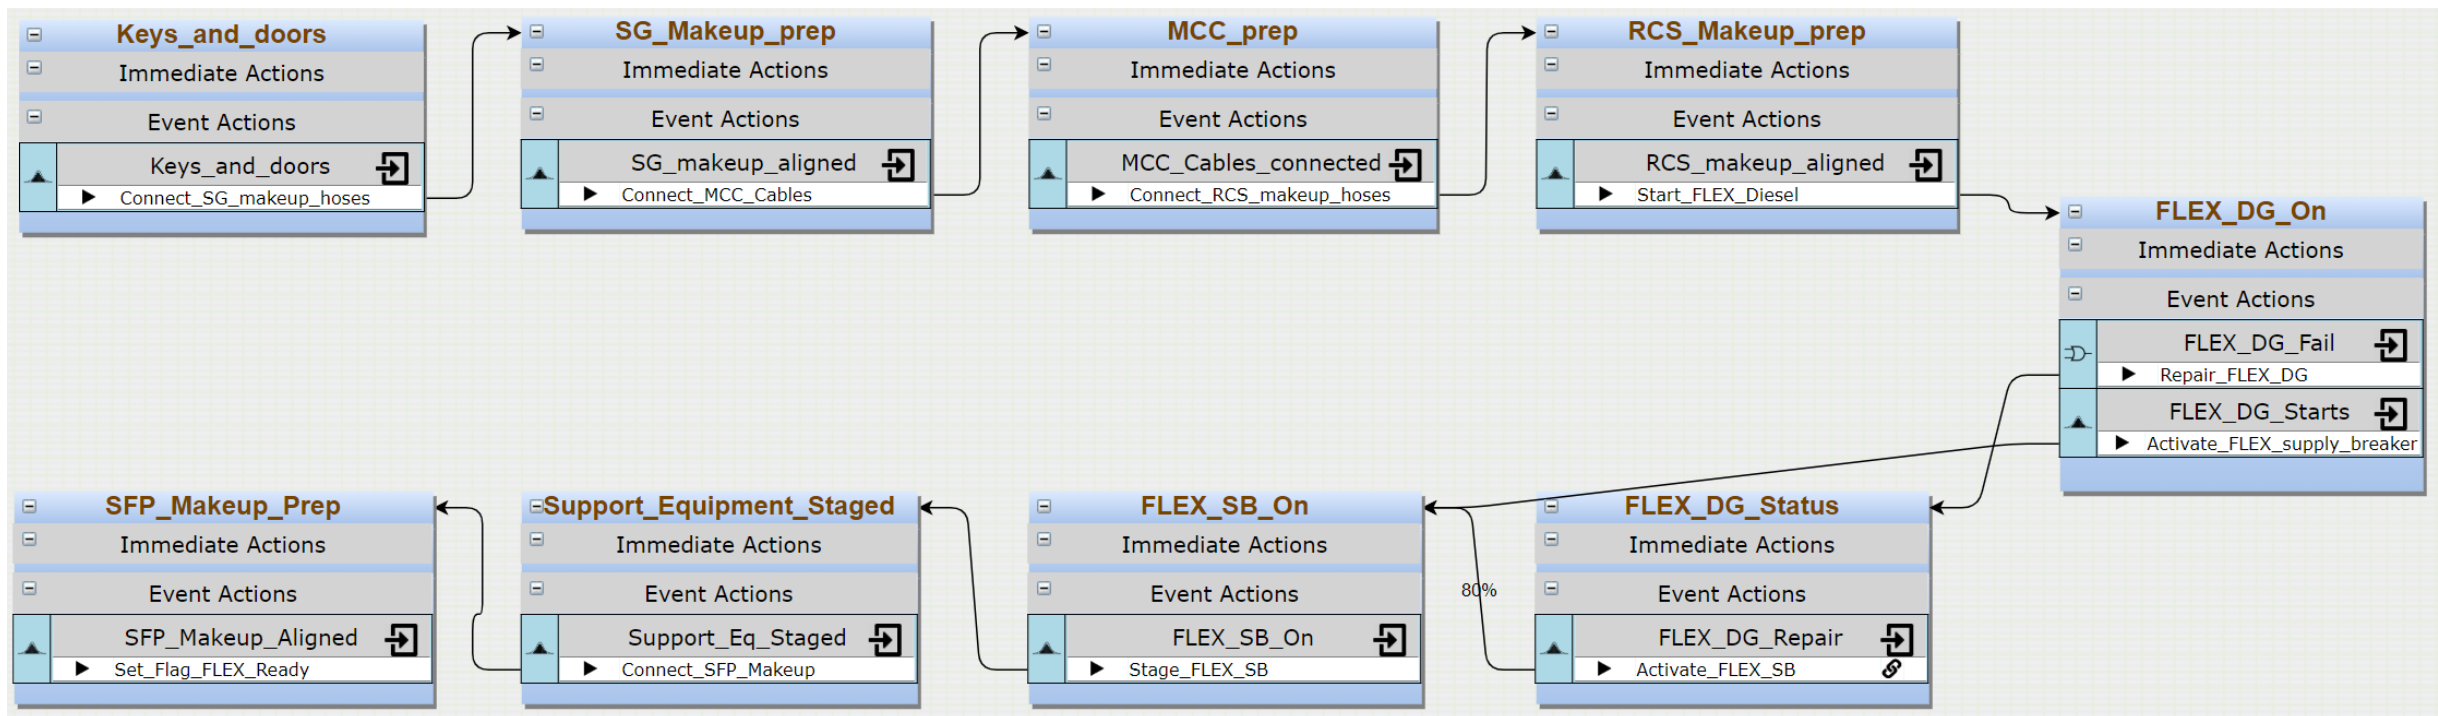 Keys_and_doors
Immediate Actions
Event Actions
Keys_and_doors
Connect_SG_makeup_hoses
SG_Makeup_prep
Immediate Actions
Event Actions
SG_makeup_aligned
Connect_MCC_Cables
MCC_prep
Immediate Actions
Event Actions
MCC_Cables_connected
Connect_RCS_makeup_hoses
RCS_Makeup_prep
Immediate Actions
Event Actions
RCS_makeup_aligned
Start_FLEX_Diesel
FLEX_DG_On
Immediate Actions
Event Actions
FLEX_DG_Fail
Repair_FLEX_DG
FLEX_DG_Starts
Activate_FLEX_supply_breaker
FLEX_DG_Status
Immediate Actions
Event Actions
FLEX_DG_Repair
Activate_FLEX_SB
80%
FLEX_SB_On
Immediate Actions
Event Actions
FLEX_SB_On
Stage_FLEX_SB
Support_Equipment_Staged
Immediate Actions
Event Actions
Support_Eq_Staged
Connect_SFP_Makeup
SFP_Makeup_Prep
Immediate Actions
Event Actions
SFP_Makeup_Aligned
Set_Flag_FLEX_Ready